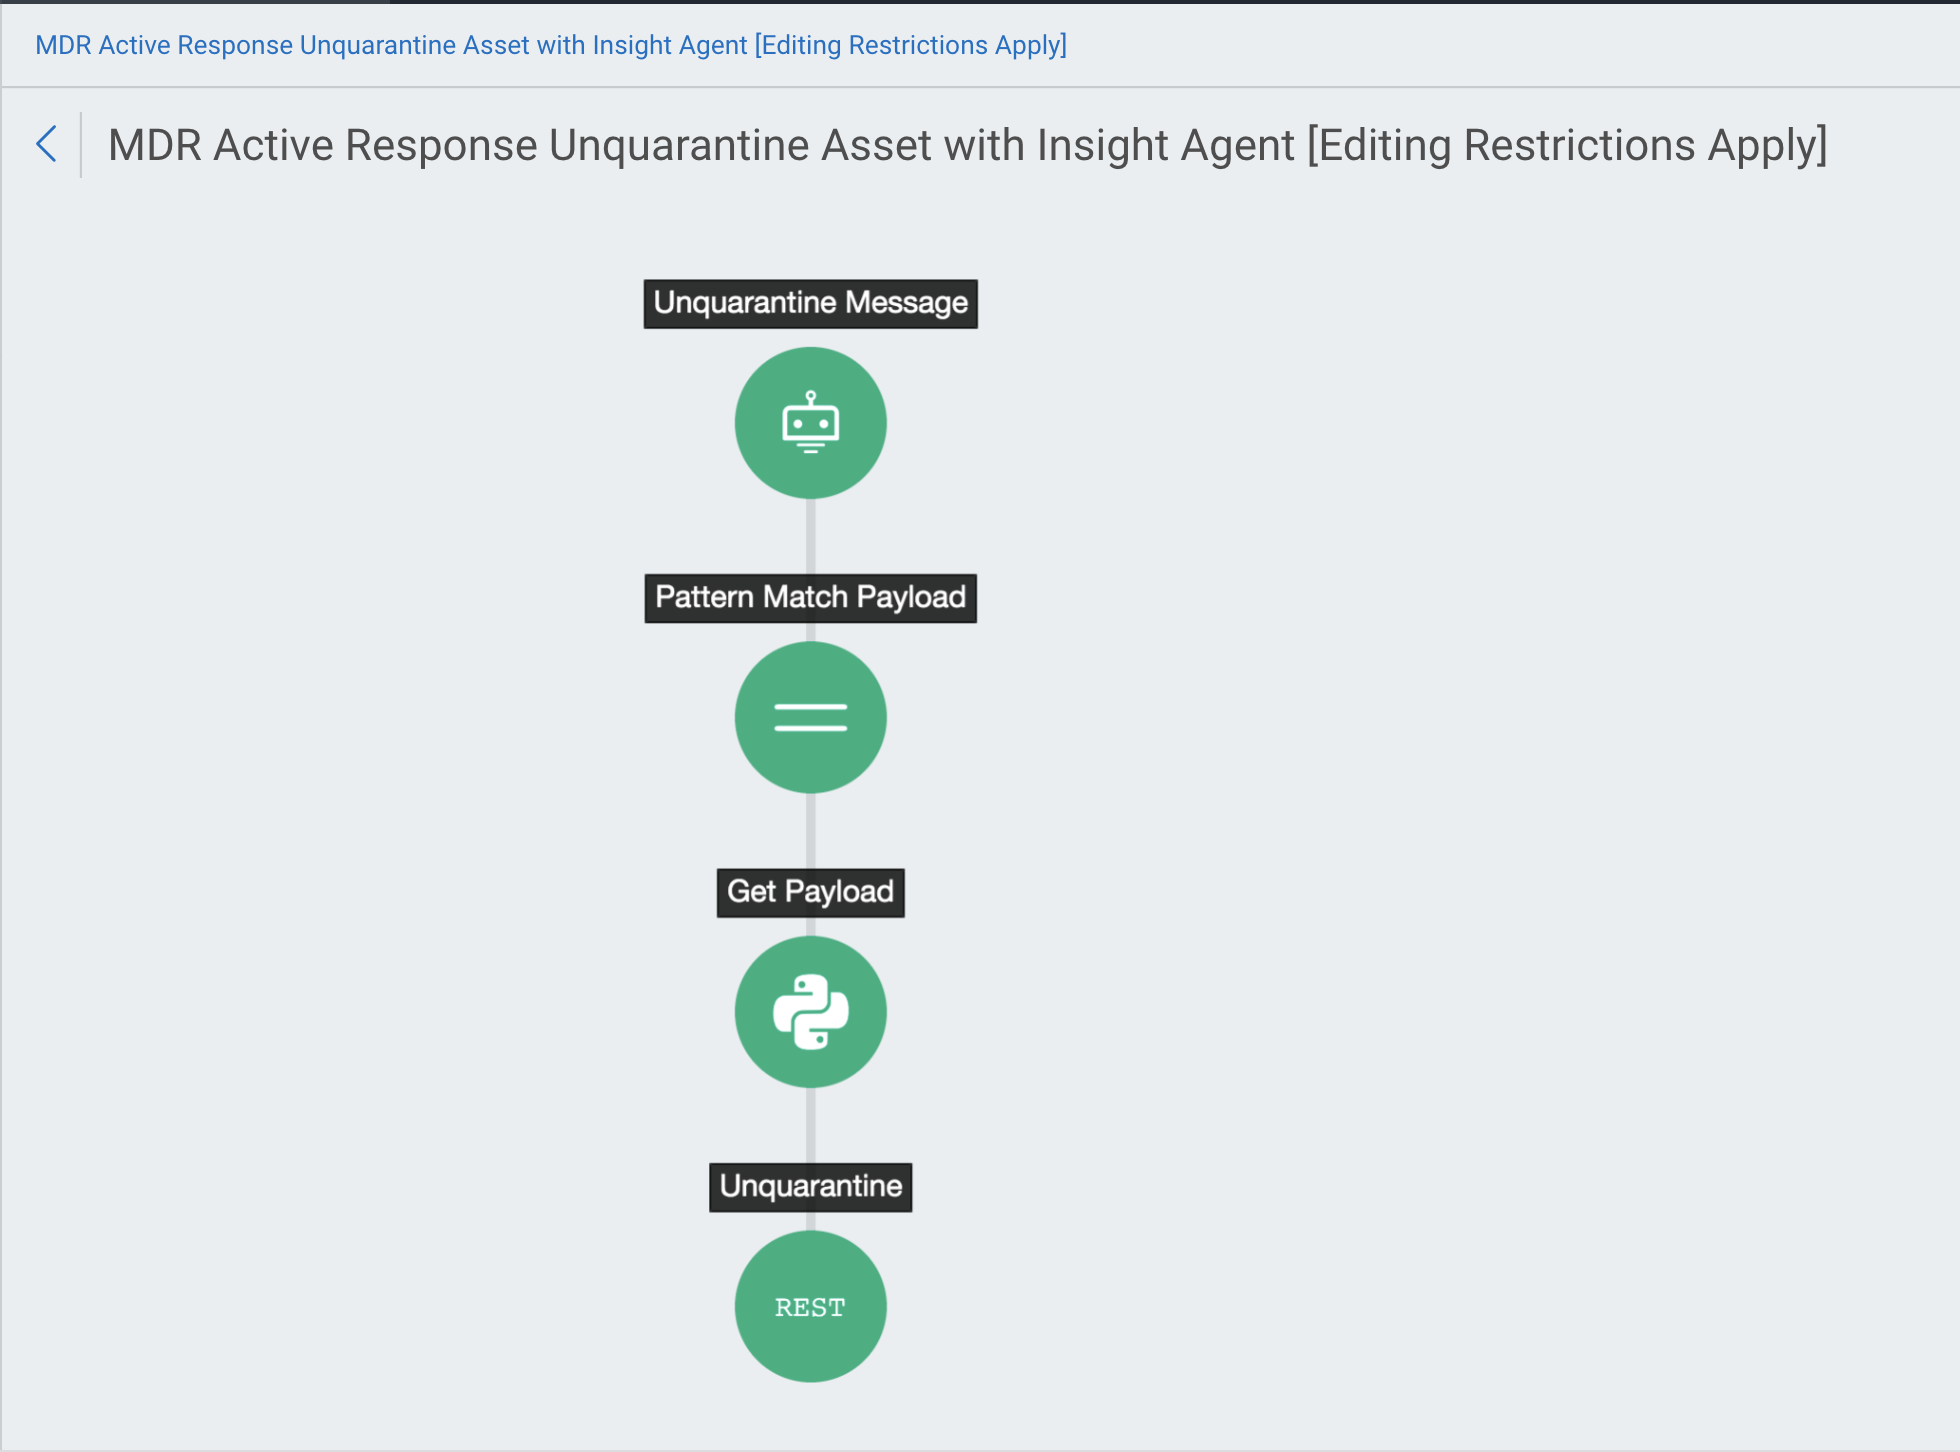 MDR Active Response Unquarantine Asset with Insight Agent [Editing Restrictions Apply]
MDR Active Response Unquarantine Asset with Insight Agent [Editing Restrictions Apply]
Unquarantine Message
Pattern Match Payload
Get Payload
Unquarantine
REST